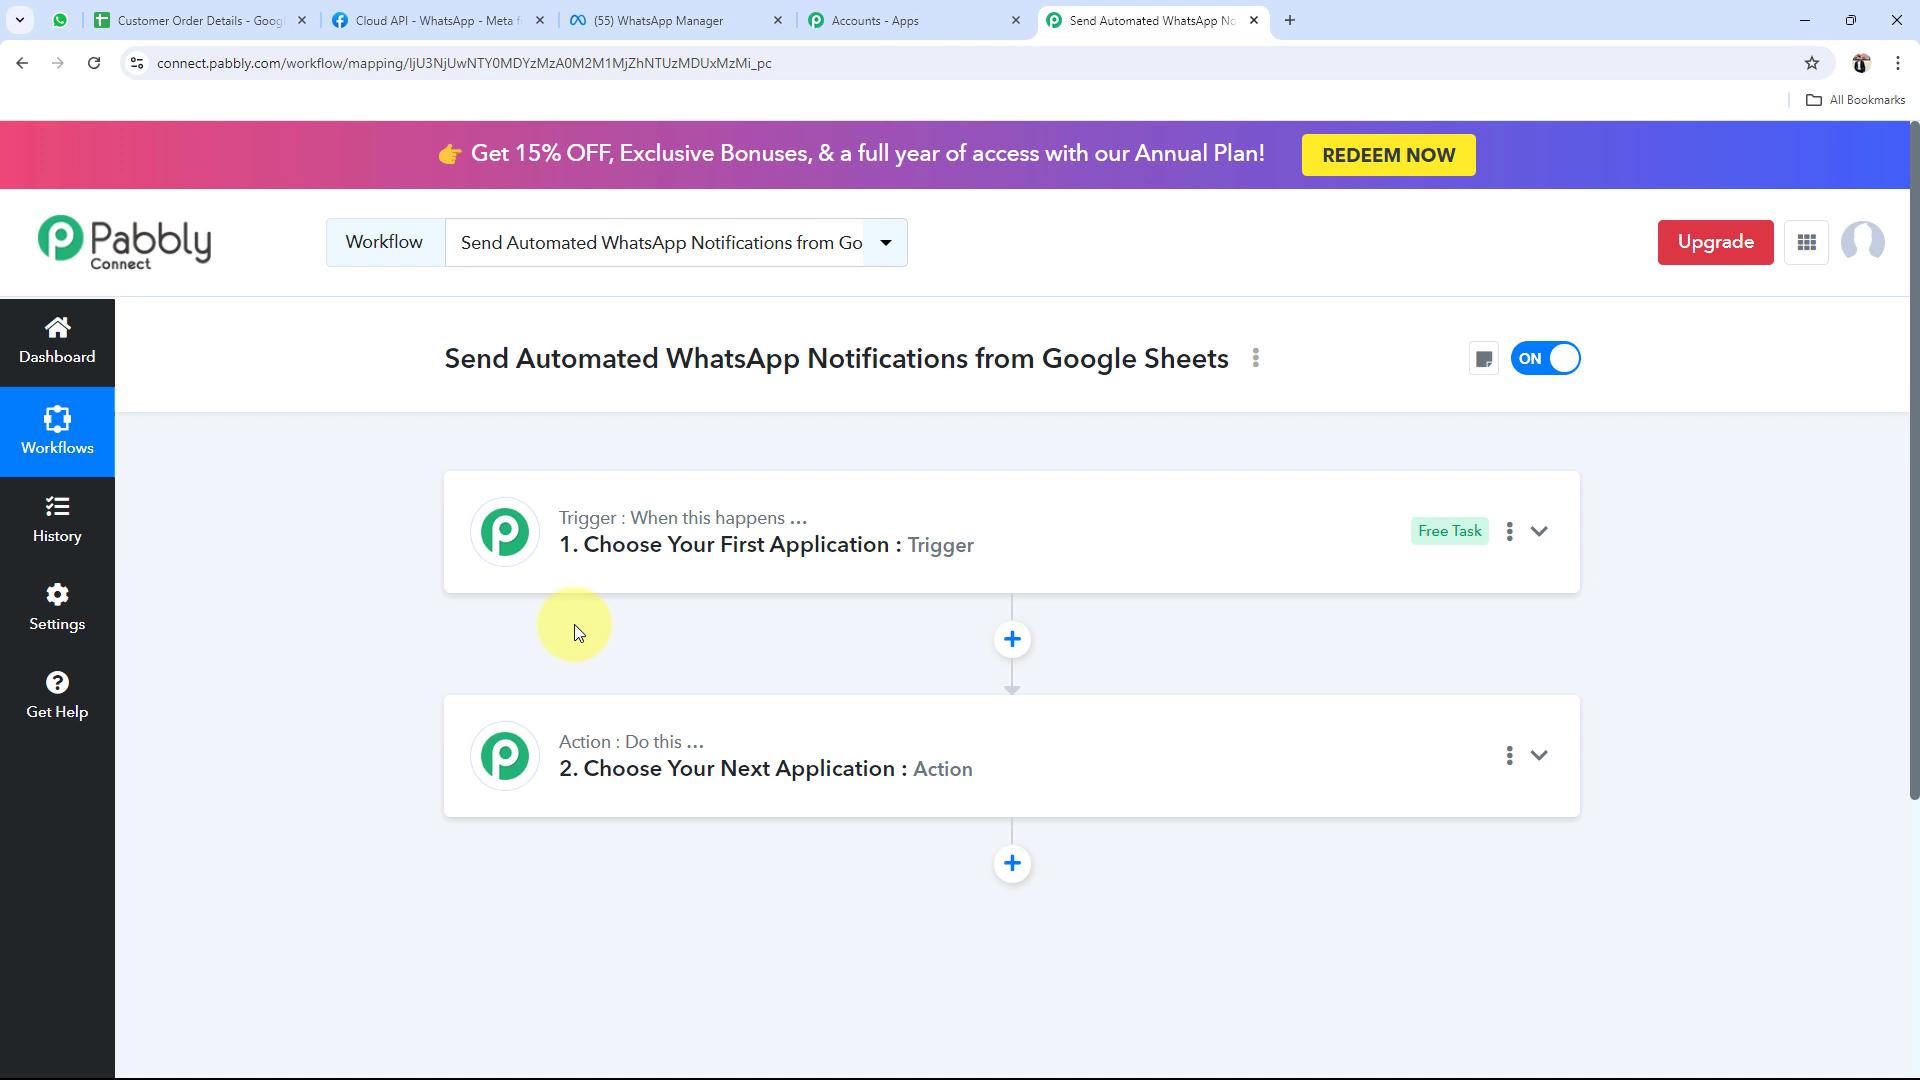 Customer Order Details - Goog
Cloud API - WhatsApp - Meta f
(55) WhatsApp Manager
Accounts - Apps
Send Automated WhatsApp No
connect.pabbly.com/workflow/mapping/
All Bookmarks
👉 Get 15% OFF, Exclusive Bonuses, & a full year of access with our Annual Plan!
REDEEM NOW
Pabbly
Connect
Workflow
Send Automated WhatsApp Notifications from Go
Upgrade
Dashboard
Workflows
History
Settings
Get Help
Send Automated WhatsApp Notifications from Google Sheets
ON
Trigger : When this happens ...
1. Choose Your First Application : Trigger
Free Task
Action : Do this ...
2. Choose Your Next Application : Action